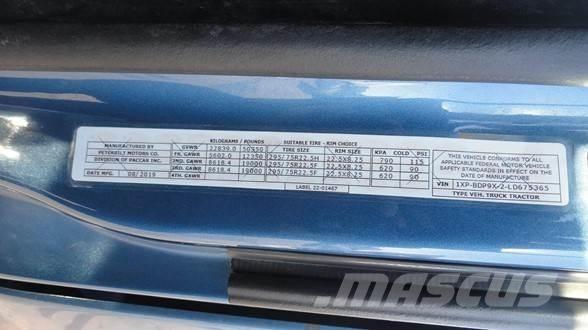 KILOGRAMS / POUNDS SUITABLE TIRE - RIM CHOICE
MANUFACTURED BY GVWR 22839.0 50350 TIRE SIZE RIM SIZE KPA COLD PSI
PETERBILT MOTORS CO. FR. GAWR 5602.0 12350 295/75R22.5H 22.5X8.25 790 115
DIVISION OF PACCAR INC. 2ND. GAWR 8618.4 19000 295/75R22.5F 22.5X8.25 620 90
3RD. GAWR 8618.4 19000 295/75R22.5F 22.5X8.25 620 90
DATE MFG. 08/2019 4TH. GAWR
LABEL 22-01467
THIS VEHICLE CONFORMS TO ALL
APPLICABLE FEDERAL MOTOR VEHICLE
SAFETY STANDARDS IN EFFECT ON
THE DATE OF MFG.
VIN 1XP-BDP9X-2-LD675365
TYPE VEH. TRUCK TRACTOR
MASCUS